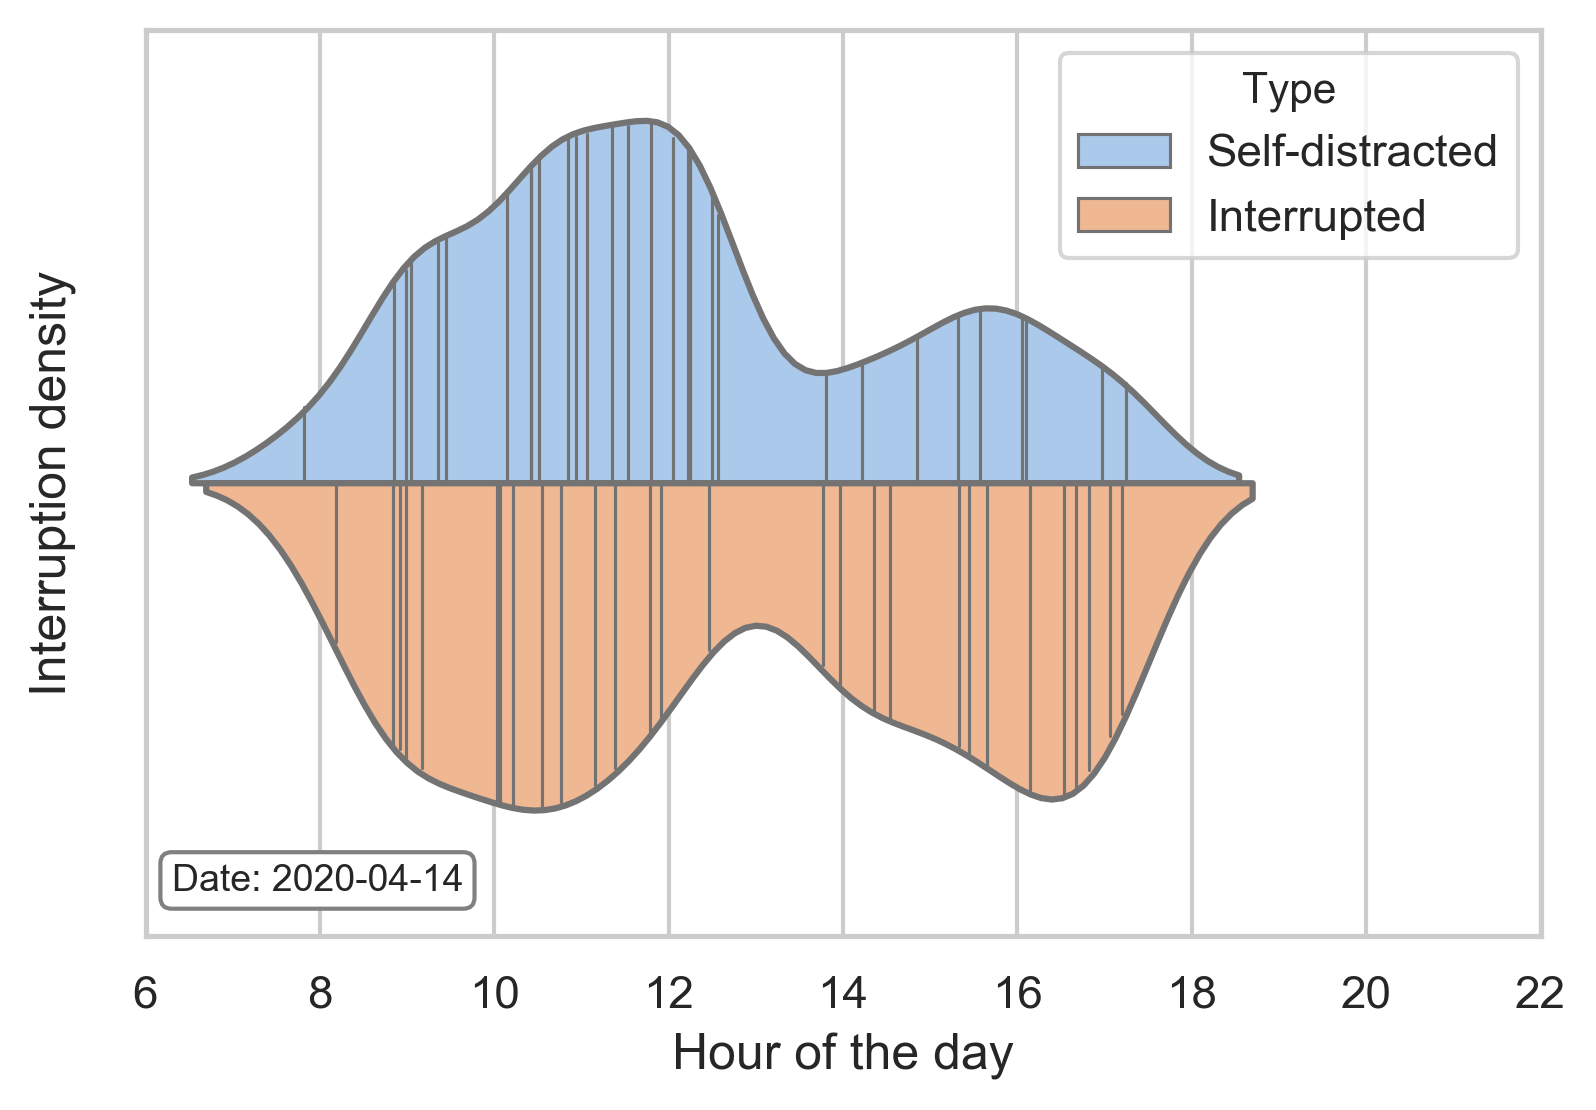 Type
Self-distracted
Interrupted
Interruption density
Date: 2020-04-14
6 8 10 12 14 16 18 20 22
Hour of the day